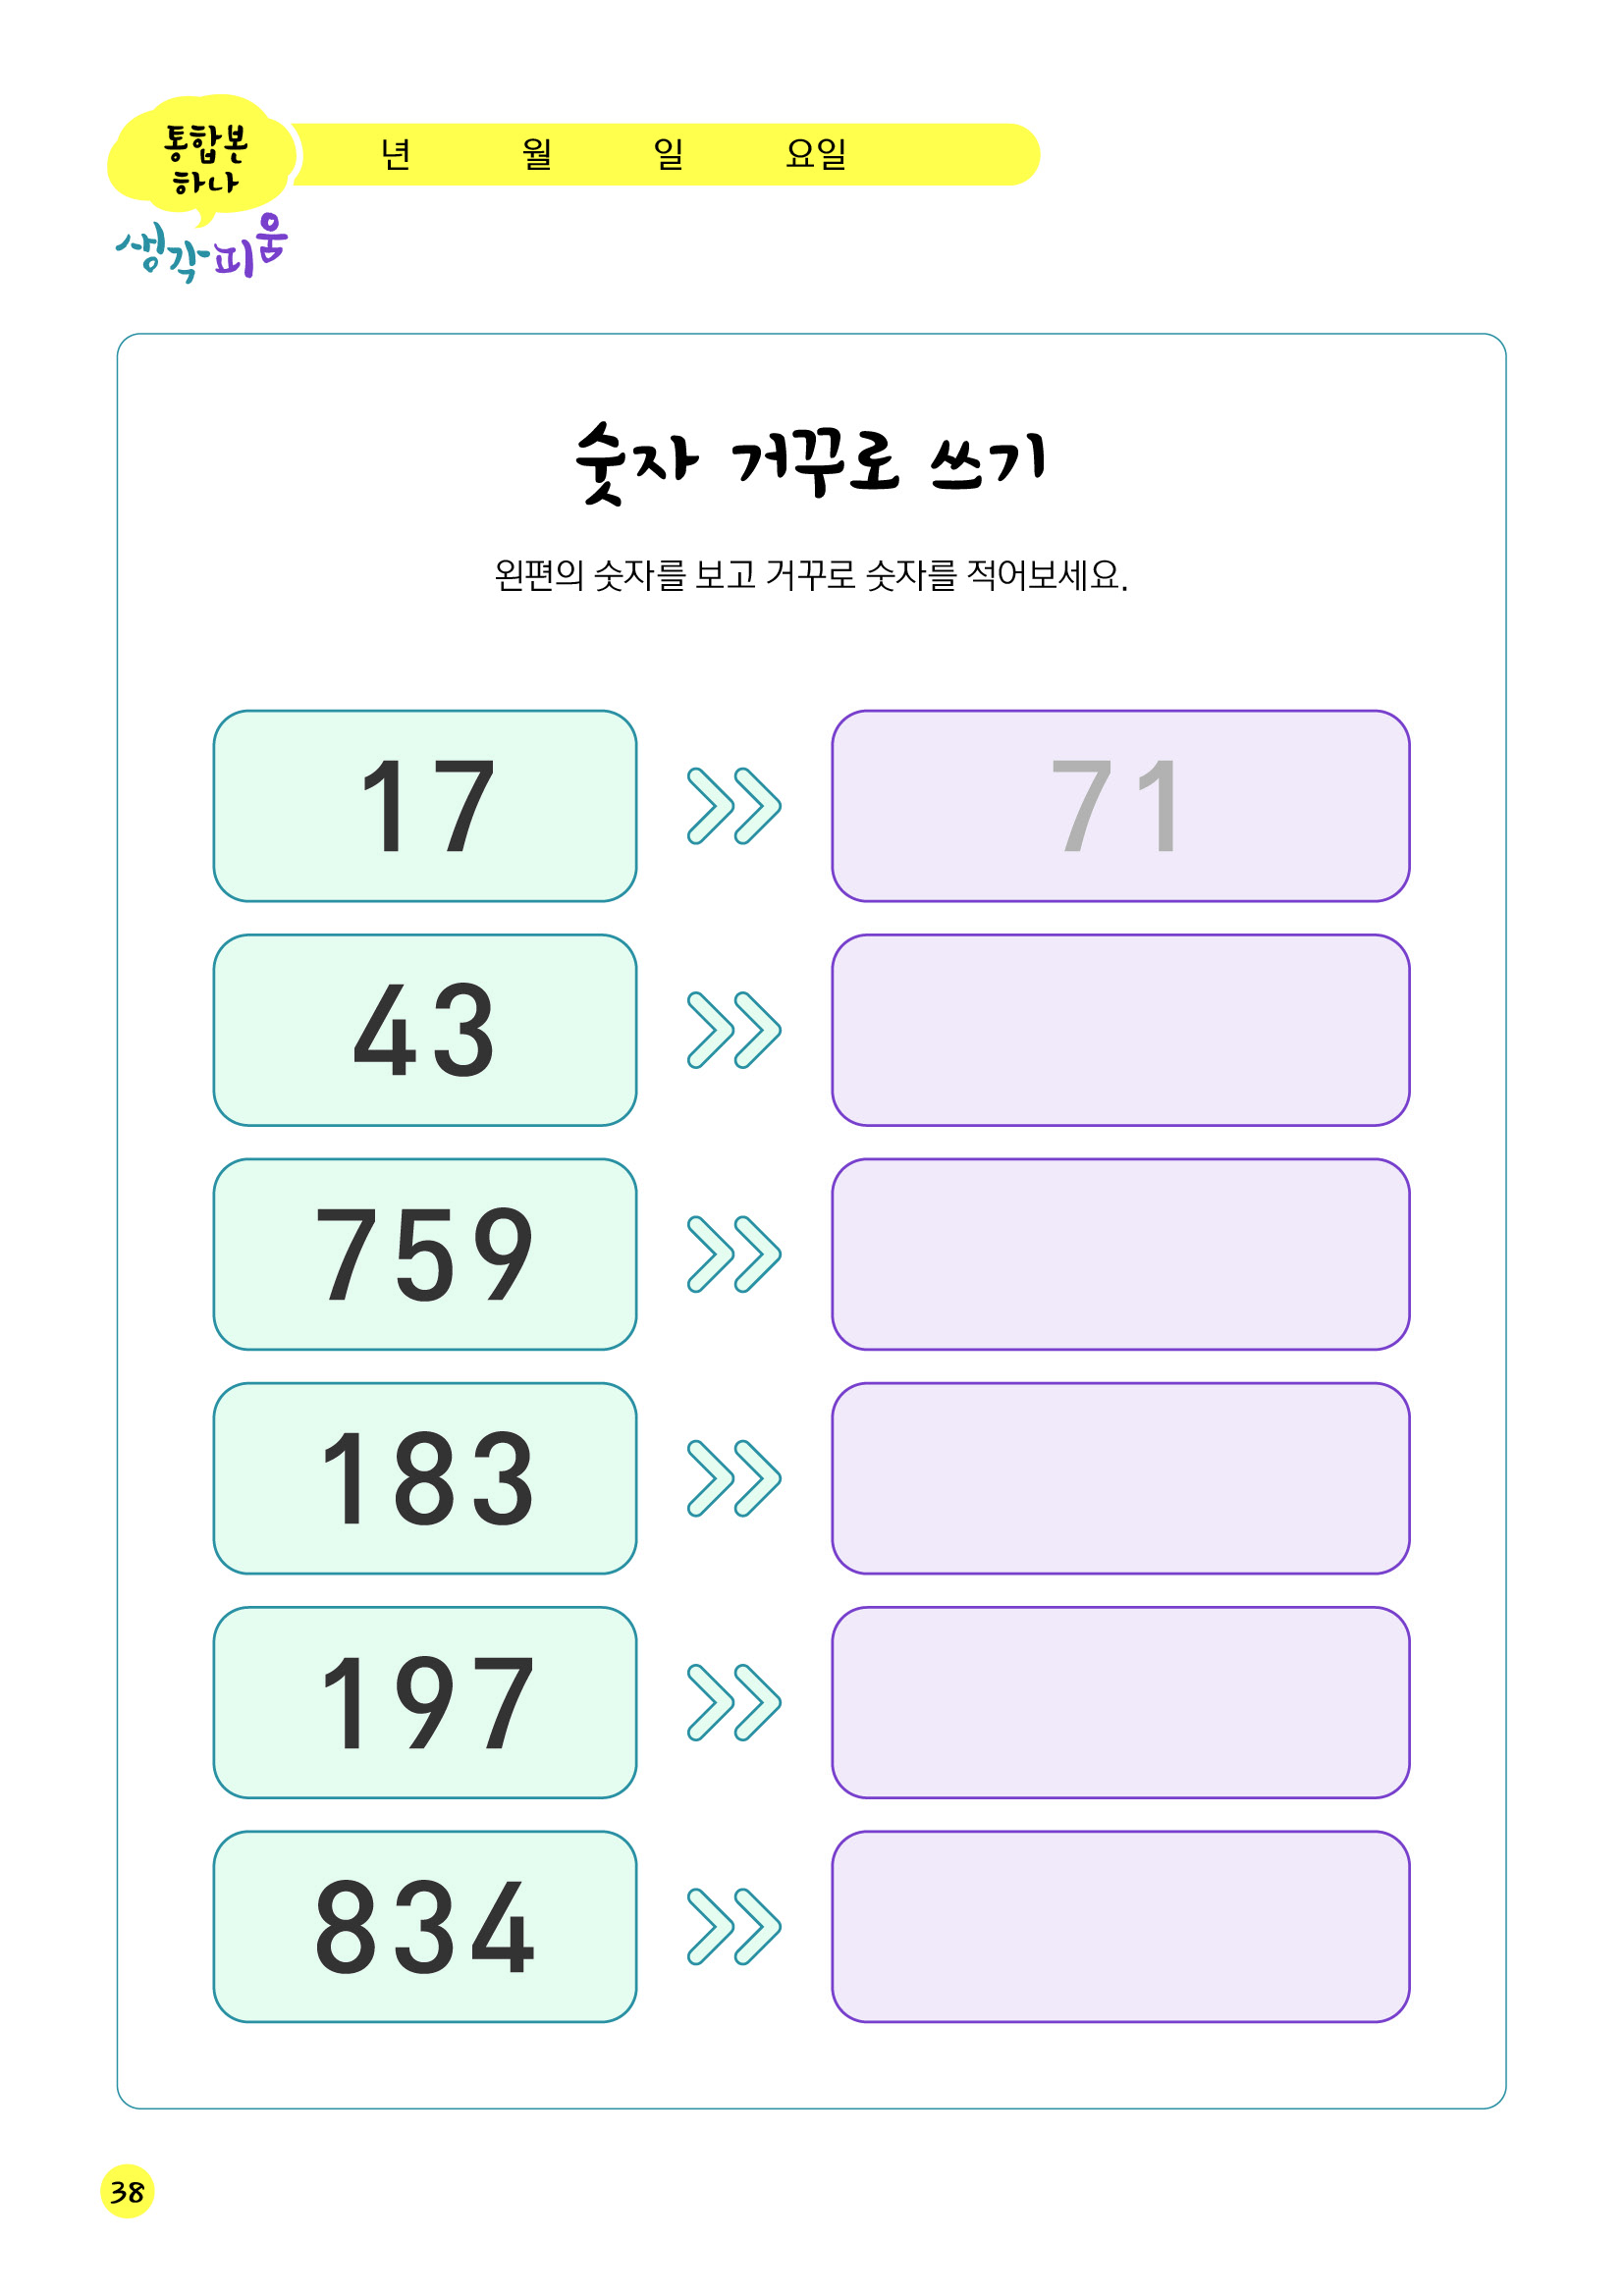 통합본
하나
년 월 일 요일
생각피움
숫자 거꾸로 쓰기
왼편의 숫자를 보고 거꾸로 숫자를 적어보세요.
17 71
43
759
183
197
834
38